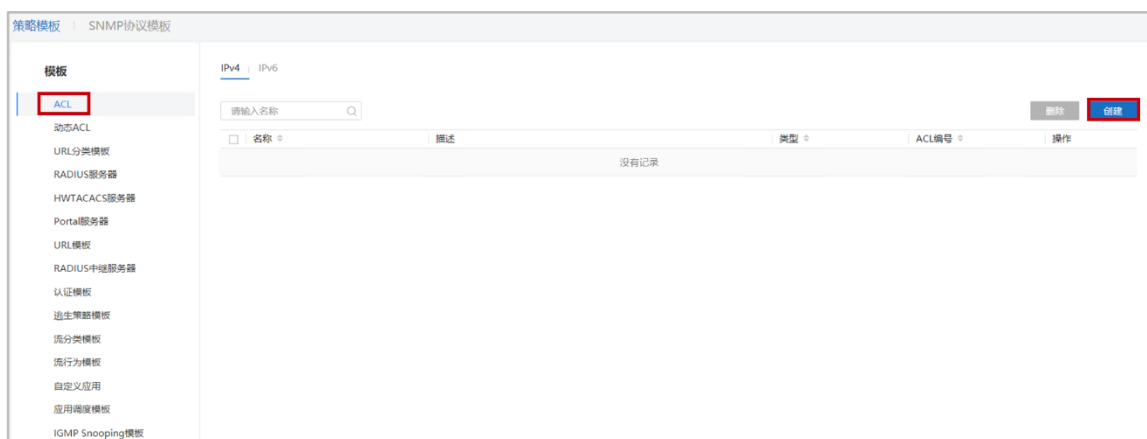 策略模板 SNMP协议模板
模板
ACL
动态ACL
URL分类模板
RADIUS服务器
HWTACACS服务器
Portal服务器
URL模板
RADIUS中继服务器
认证模板
逃生策略模板
流分类模板
流行为模板
自定义应用
应用调度模板
IGMP Snooping模板
IPv4 IPv6
请输入名称
删除 创建
名称 描述 类型 ACL编号 操作
没有记录